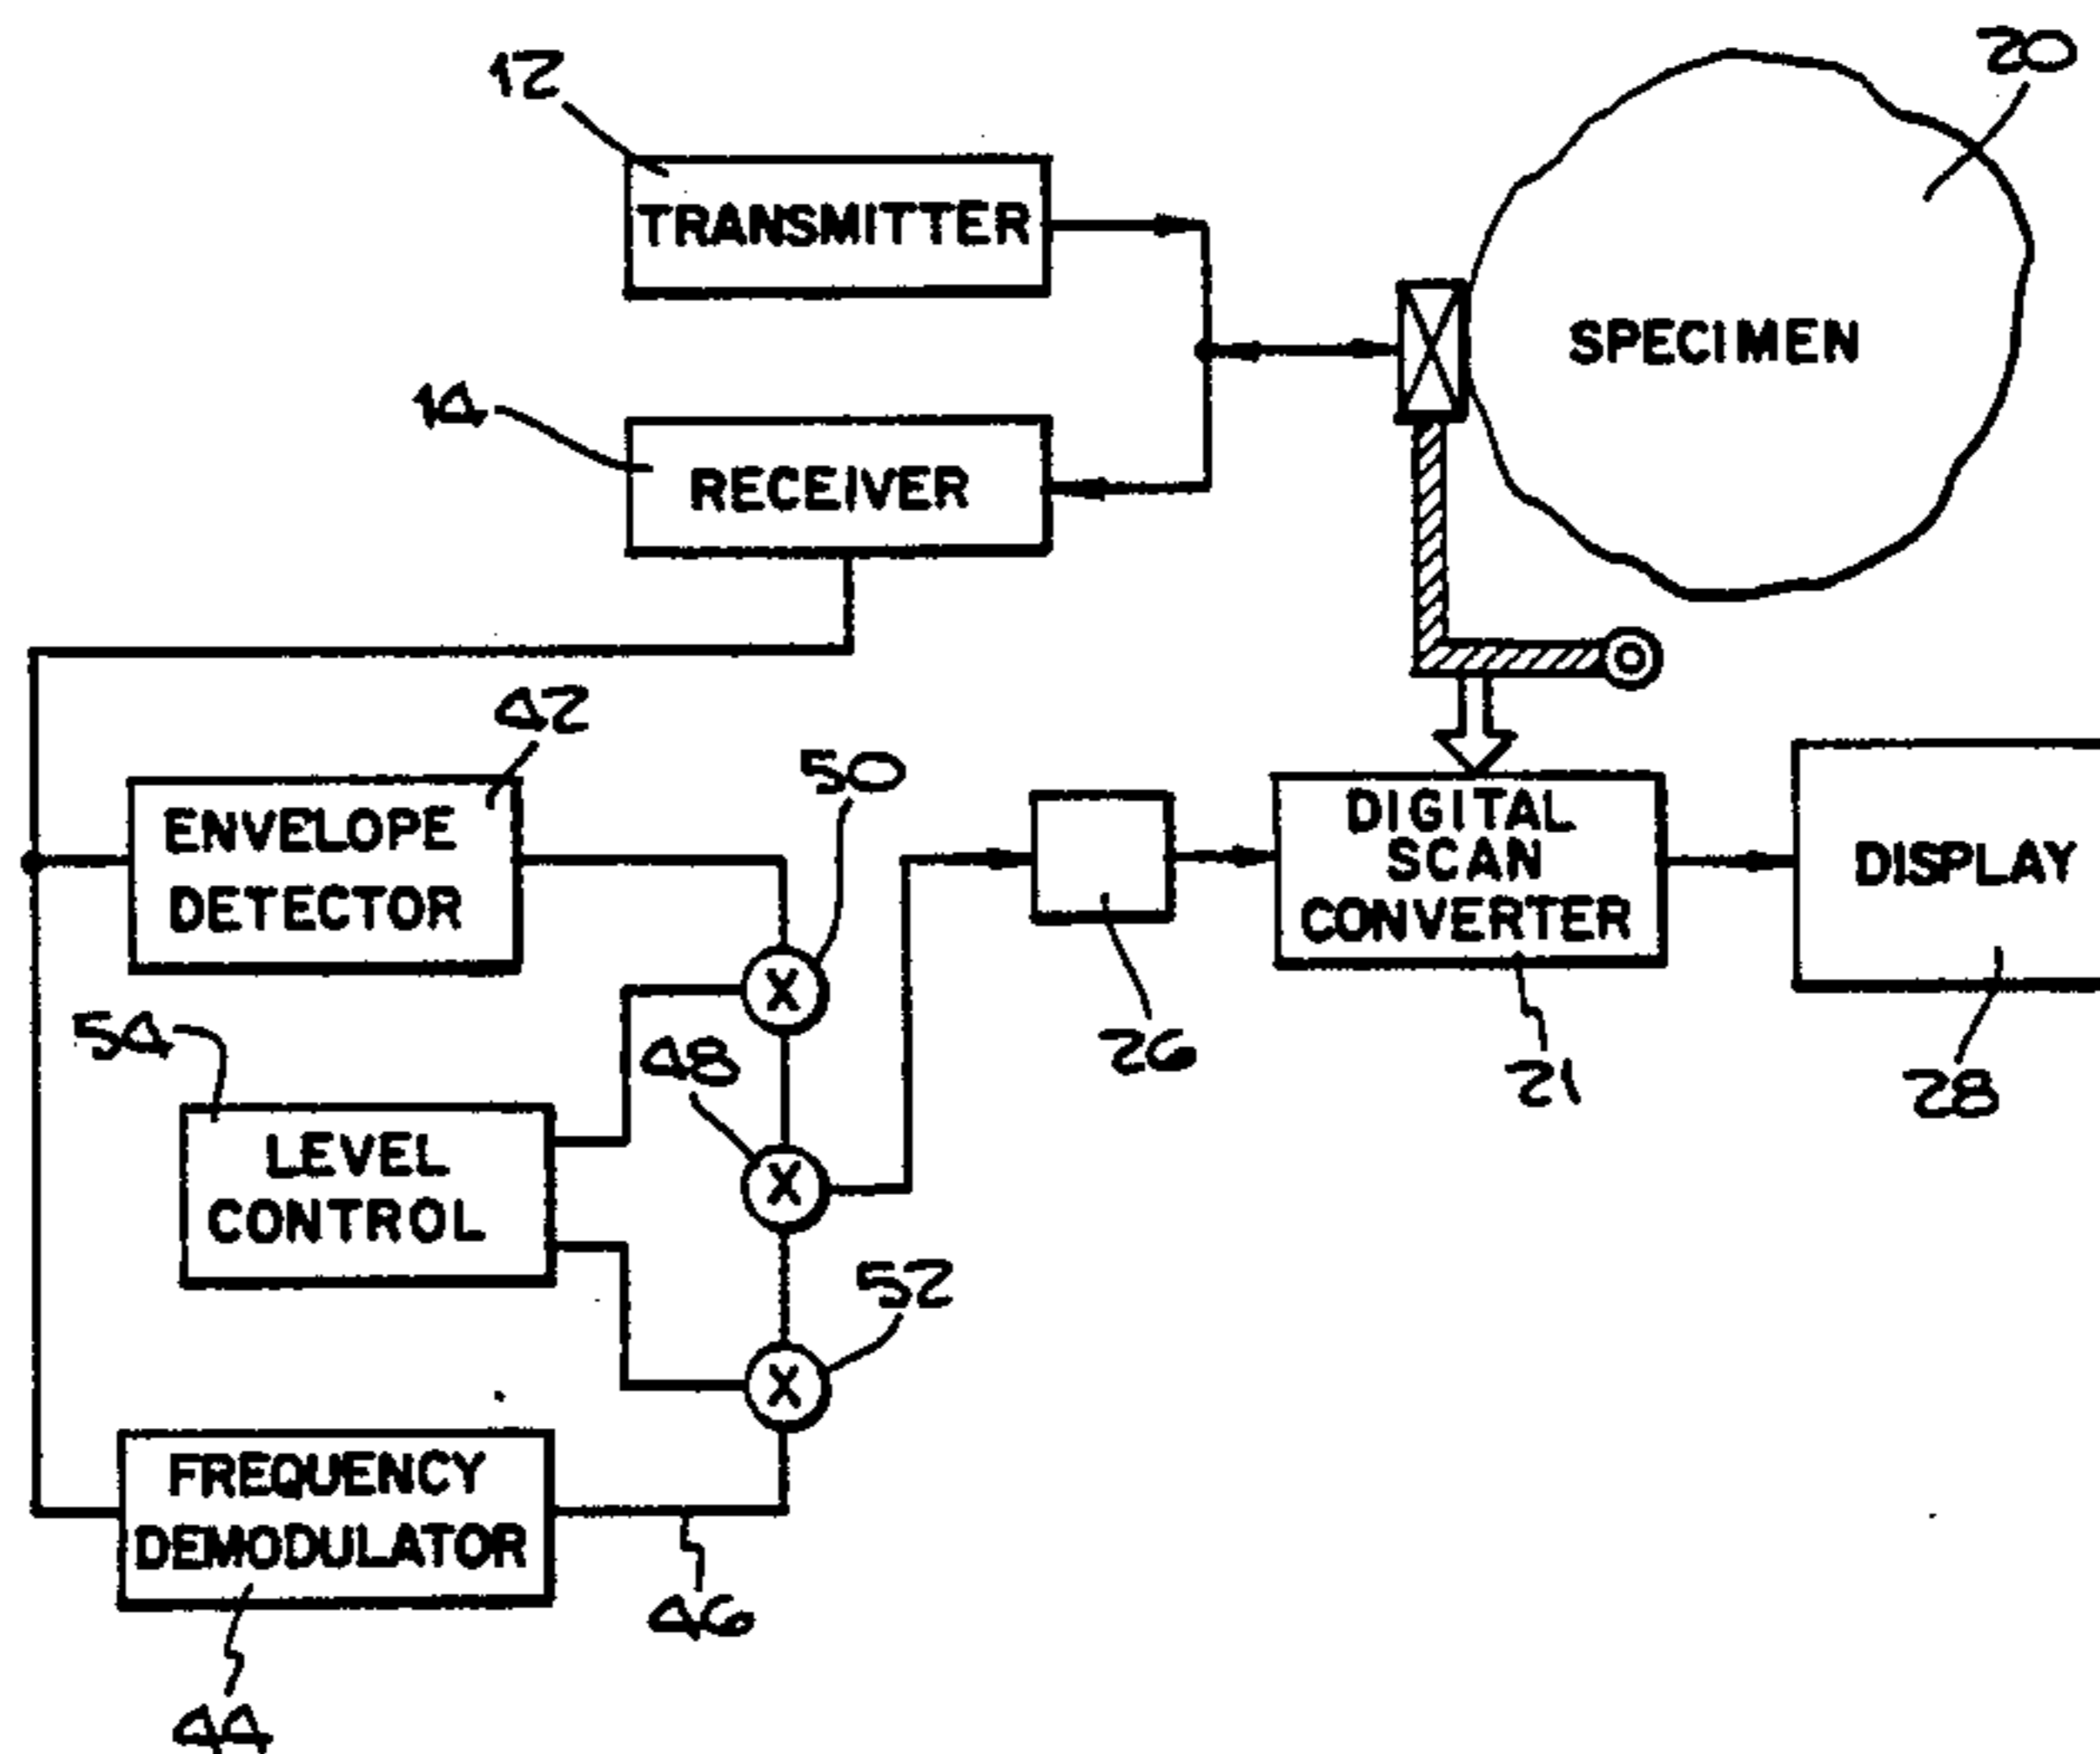 12
20
TRANSMITTER
SPECIMEN
14
RECEIVER
42
50
ENVELOPE
DETECTOR
DIGITAL
SCAN
CONVERTER
DISPLAY
X
54
48
26
21
28
LEVEL
CONTROL
X
52
X
FREQUENCY
DEMODULATOR
46
44